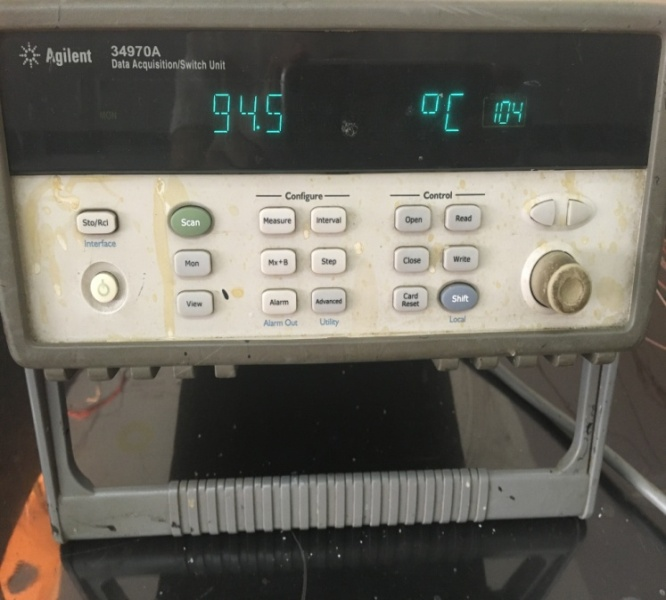 Agilent 34970A
Data Acquisition/Switch Unit
94.5 °C 104
Configure Control
Sto/Rcl Scan Measure Interval Open Read
Interface
Mon Mx+B Step Close Write
View Alarm Advanced Card Reset Shift
Alarm Out Utility Local